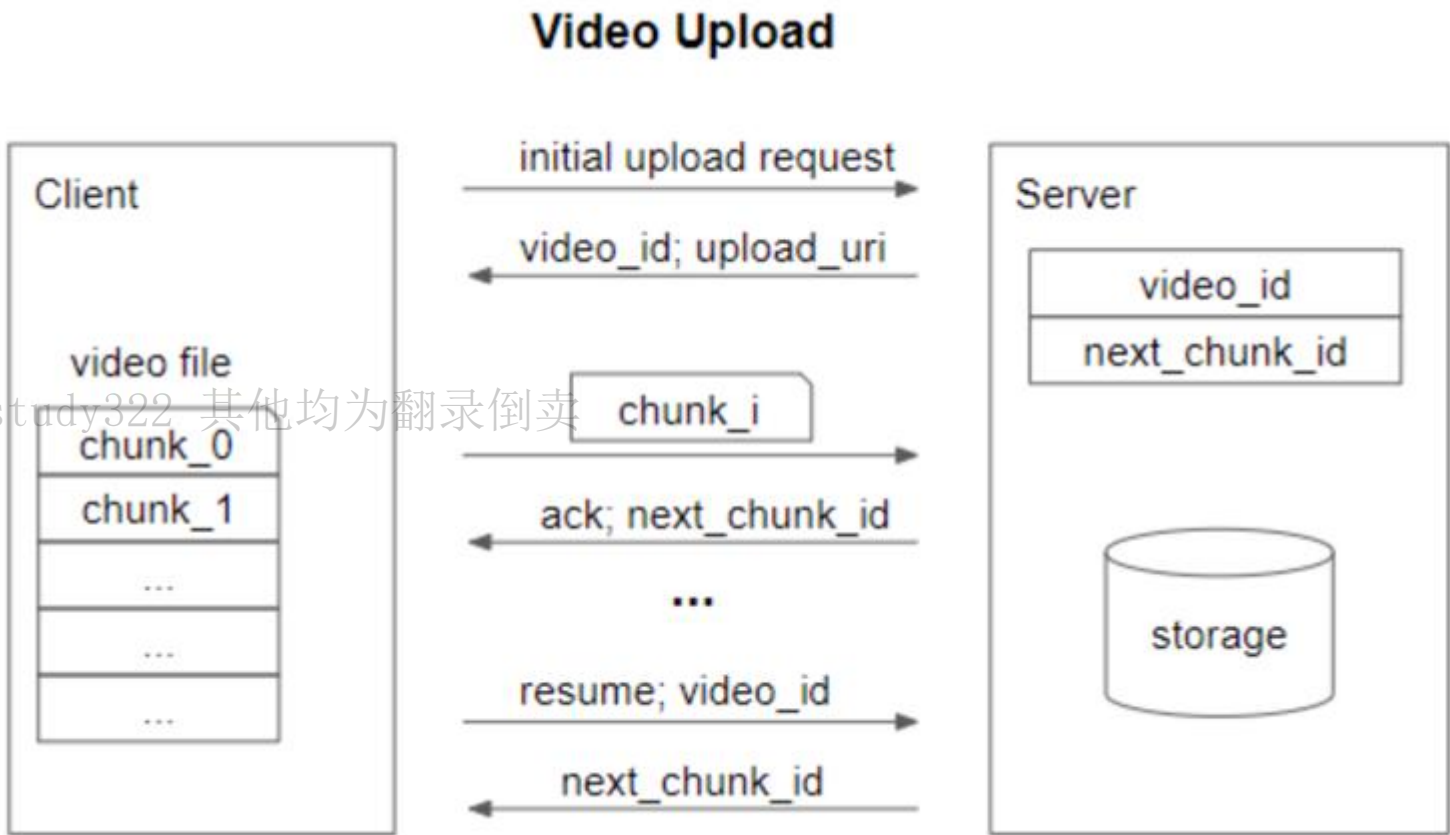 Video Upload
Client
video file
chunk_0
chunk_1
...
...
...
initial upload request
video_id; upload_uri
chunk_i
ack; next_chunk_id
...
resume; video_id
next_chunk_id
Server
video_id
next_chunk_id
storage
study322 其他均为翻录倒卖